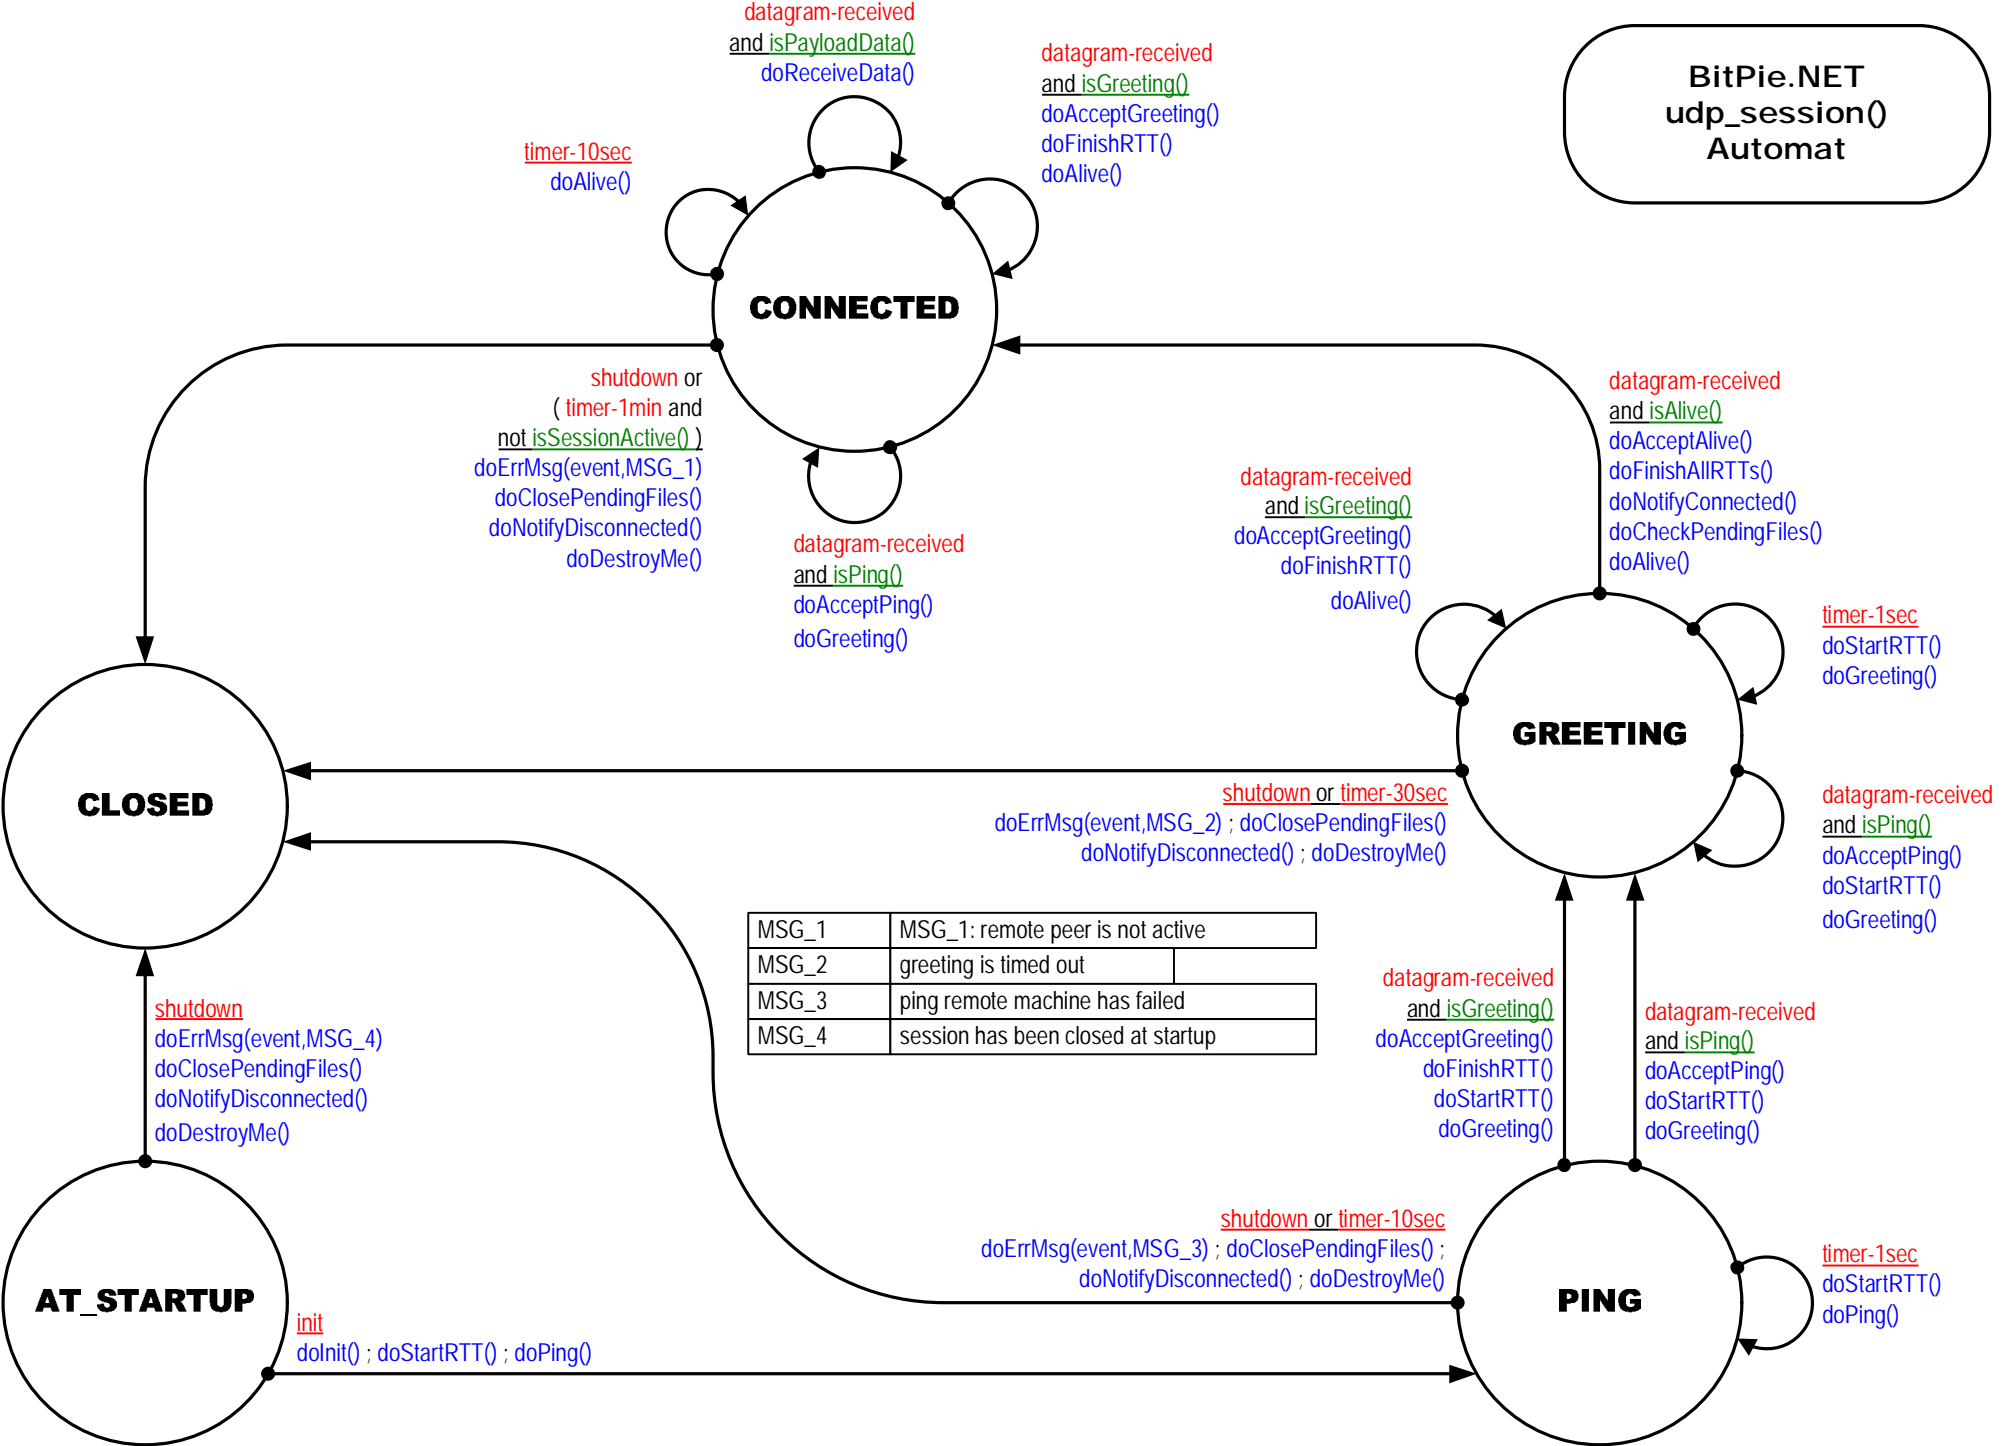 datagram-received
and isPayloadData()
doReceiveData()
datagram-received
and isGreeting()
doAcceptGreeting()
doFinishRTT()
doAlive()
BitPie.NET
udp_session()
Automat
timer-10sec
doAlive()
CONNECTED
shutdown or
( timer-1min and
not isSessionActive() )
doErrMsg(event,MSG_1)
doClosePendingFiles()
doNotifyDisconnected()
doDestroyMe()
datagram-received
and isPing()
doAcceptPing()
doGreeting()
datagram-received
and isGreeting()
doAcceptGreeting()
doFinishRTT()
doAlive()
datagram-received
and isAlive()
doAcceptAlive()
doFinishAllRTTs()
doNotifyConnected()
doCheckPendingFiles()
doAlive()
timer-1sec
doStartRTT()
doGreeting()
GREETING
CLOSED
shutdown or timer-30sec
doErrMsg(event,MSG_2) ; doClosePendingFiles()
doNotifyDisconnected() ; doDestroyMe()
datagram-received
and isPing()
doAcceptPing()
doStartRTT()
doGreeting()
MSG_1 MSG_1: remote peer is not active
MSG_2 greeting is timed out
MSG_3 ping remote machine has failed
MSG_4 session has been closed at startup
shutdown
doErrMsg(event,MSG_4)
doClosePendingFiles()
doNotifyDisconnected()
doDestroyMe()
datagram-received
and isGreeting()
doAcceptGreeting()
doFinishRTT()
doStartRTT()
doGreeting()
datagram-received
and isPing()
doAcceptPing()
doStartRTT()
doGreeting()
shutdown or timer-10sec
doErrMsg(event,MSG_3) ; doClosePendingFiles() ;
doNotifyDisconnected() ; doDestroyMe()
AT_STARTUP
init
doInit() ; doStartRTT() ; doPing()
PING
timer-1sec
doStartRTT()
doPing()